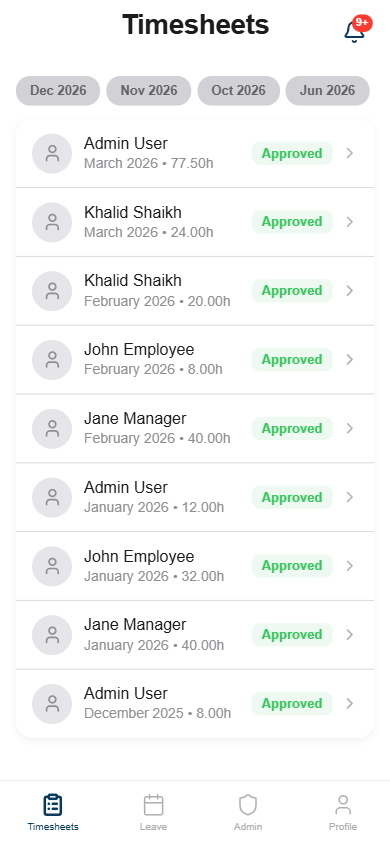 Timesheets
9+
Dec 2026 Nov 2026 Oct 2026 Jun 2026
Admin User
March 2026 • 77.50h
Approved
Khalid Shaikh
March 2026 • 24.00h
Approved
Khalid Shaikh
February 2026 • 20.00h
Approved
John Employee
February 2026 • 8.00h
Approved
Jane Manager
February 2026 • 40.00h
Approved
Admin User
January 2026 • 12.00h
Approved
John Employee
January 2026 • 32.00h
Approved
Jane Manager
January 2026 • 40.00h
Approved
Admin User
December 2025 • 8.00h
Approved
Timesheets Leave Admin Profile